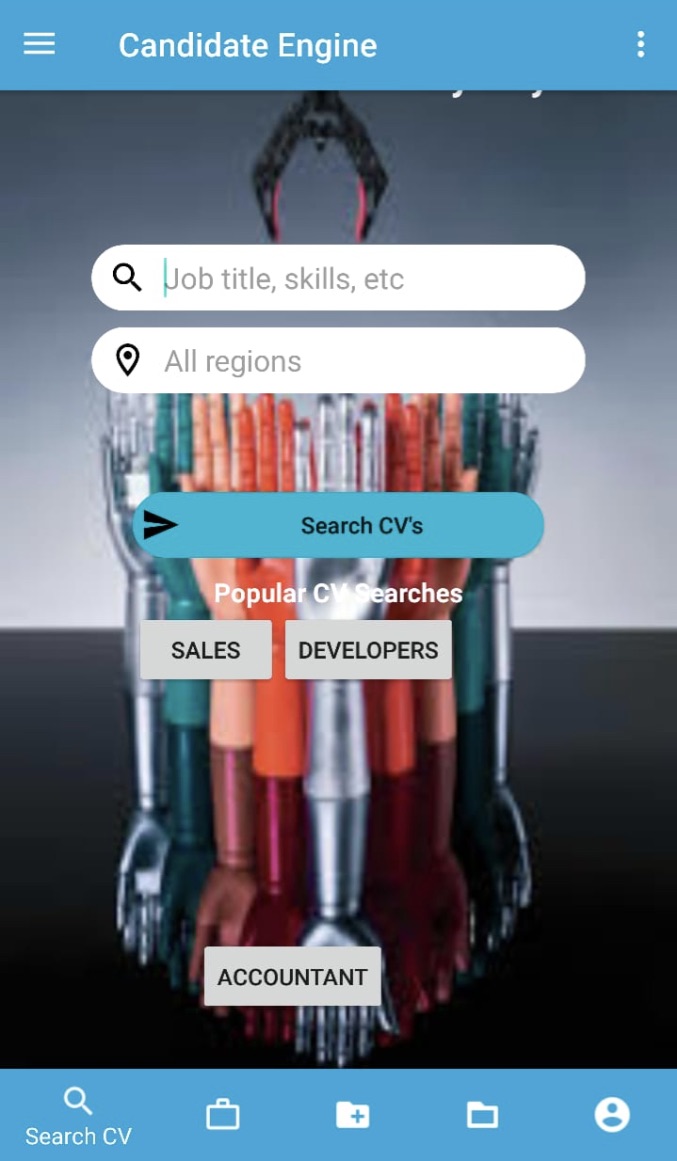 Candidate Engine
Job title, skills, etc
All regions
Search CV's
Popular CV Searches
SALES
DEVELOPERS
ACCOUNTANT
Search CV